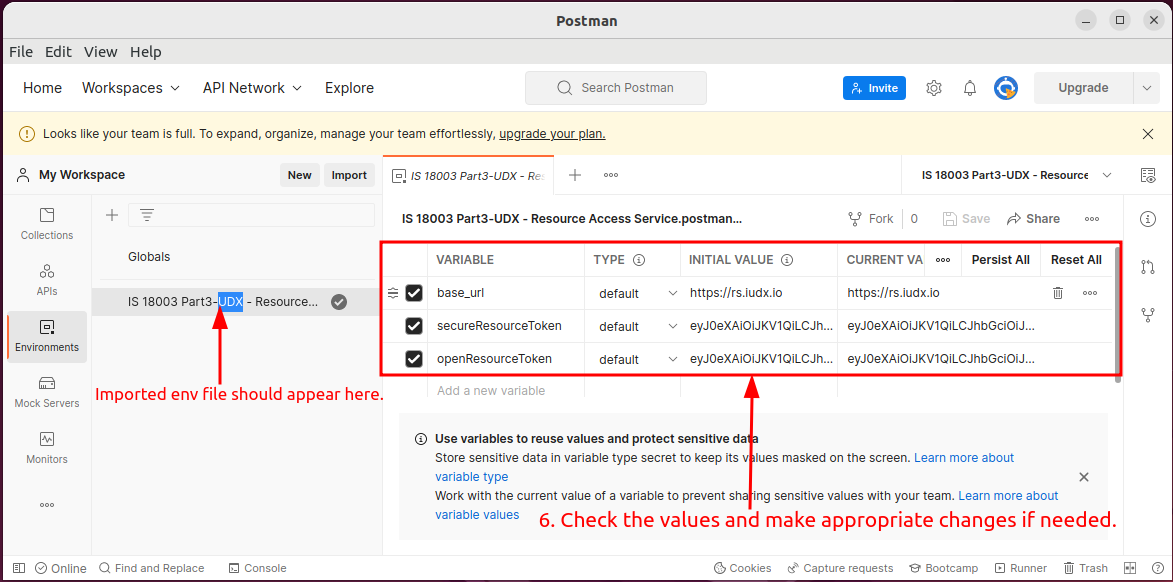 Postman
File Edit View Help
Home Workspaces API Network Explore Search Postman Invite Upgrade
Looks like your team is full. To expand, organize, manage your team effortlessly, upgrade your plan.
My Workspace New Import
IS 18003 Part3-UDX - Res
IS 18003 Part3-UDX - Resource
Collections
APIs
Environments
Mock Servers
Monitors
Globals
IS 18003 Part3-UDX - Resource...
Imported env file should appear here.
IS 18003 Part3-UDX - Resource Access Service.postman... Fork 0 Save Share
VARIABLE TYPE INITIAL VALUE CURRENT VA Persist All Reset All
base_url default https://rs.iudx.io https://rs.iudx.io
secureResourceToken default eyJ0eXAiOiJKV1QiLCJh... eyJ0eXAiOiJKV1QiLCJhbGciOiJ...
openResourceToken default eyJ0eXAiOiJKV1QiLCJh... eyJ0eXAiOiJKV1QiLCJhbGciOiJ...
Add a new variable
Use variables to reuse values and protect sensitive data
Store sensitive data in variable type secret to keep its values masked on the screen. Learn more about
variable type
Work with the current value of a variable to prevent sharing sensitive values with your team. Learn more about
variable values
6. Check the values and make appropriate changes if needed.
Online Find and Replace Console Cookies Capture requests Bootcamp Runner Trash